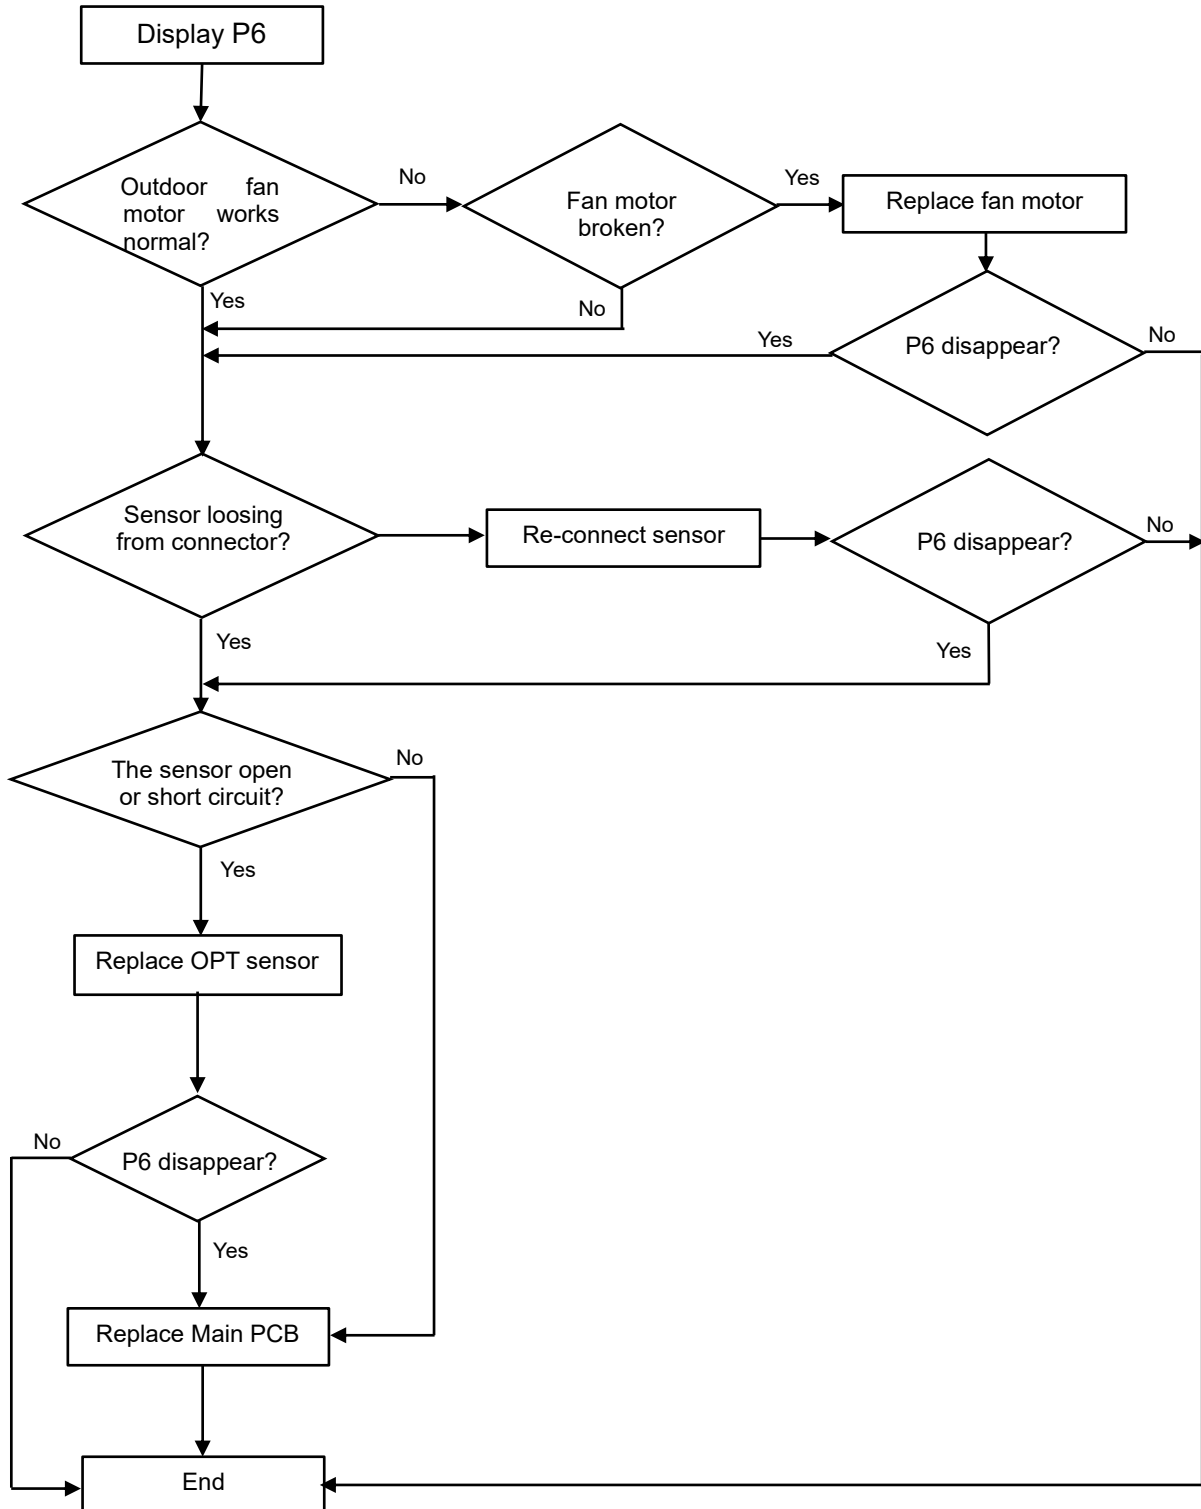 Display P6
Outdoor fan
motor works
normal?
No
Fan motor
broken?
Yes
Replace fan motor
Yes
No
Yes
P6 disappear?
No
Sensor loosing
from connector?
Re-connect sensor
P6 disappear?
No
Yes
Yes
The sensor open
or short circuit?
No
Yes
Replace OPT sensor
No
P6 disappear?
Yes
Replace Main PCB
End